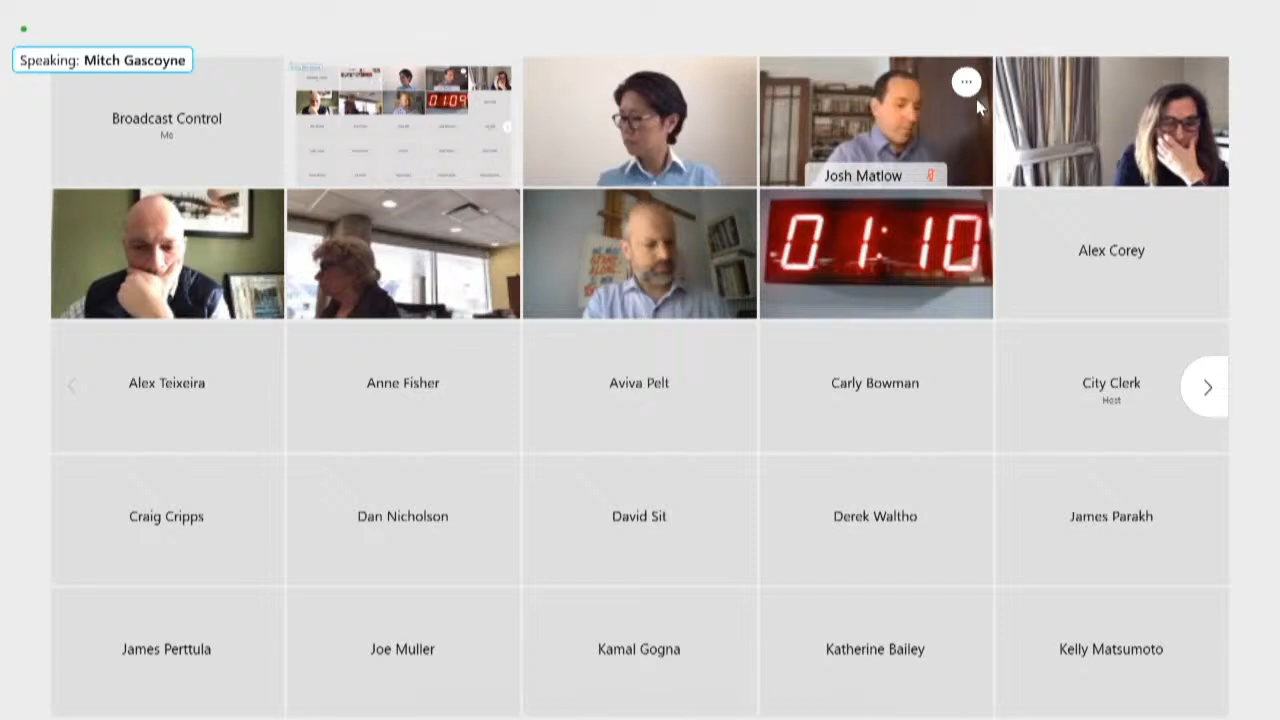 Speaking: Mitch Gascoyne
Broadcast Control
Me
Josh Matlow
01:10
01:09
Alex Corey
Alex Teixeira
Anne Fisher
Aviva Pelt
Carly Bowman
City Clerk
Host
Craig Cripps
Dan Nicholson
David Sit
Derek Waltho
James Parakh
James Perttula
Joe Muller
Kamal Gogna
Katherine Bailey
Kelly Matsumoto